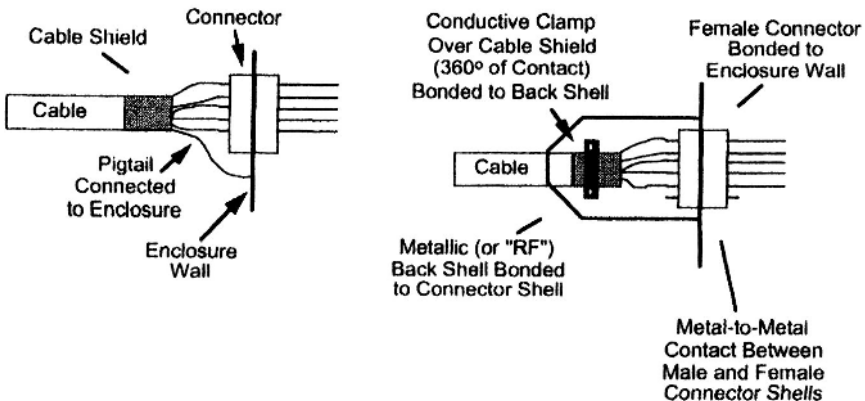 Connector
Cable Shield
Cable
Pigtail
Connected
to Enclosure
Enclosure
Wall
Conductive Clamp
Over Cable Shield
(360º of Contact)
Bonded to Back Shell
Female Connector
Bonded to
Enclosure Wall
Cable
Metallic (or "RF")
Back Shell Bonded
to Connector Shell
Metal-to-Metal
Contact Between
Male and Female
Connector Shells